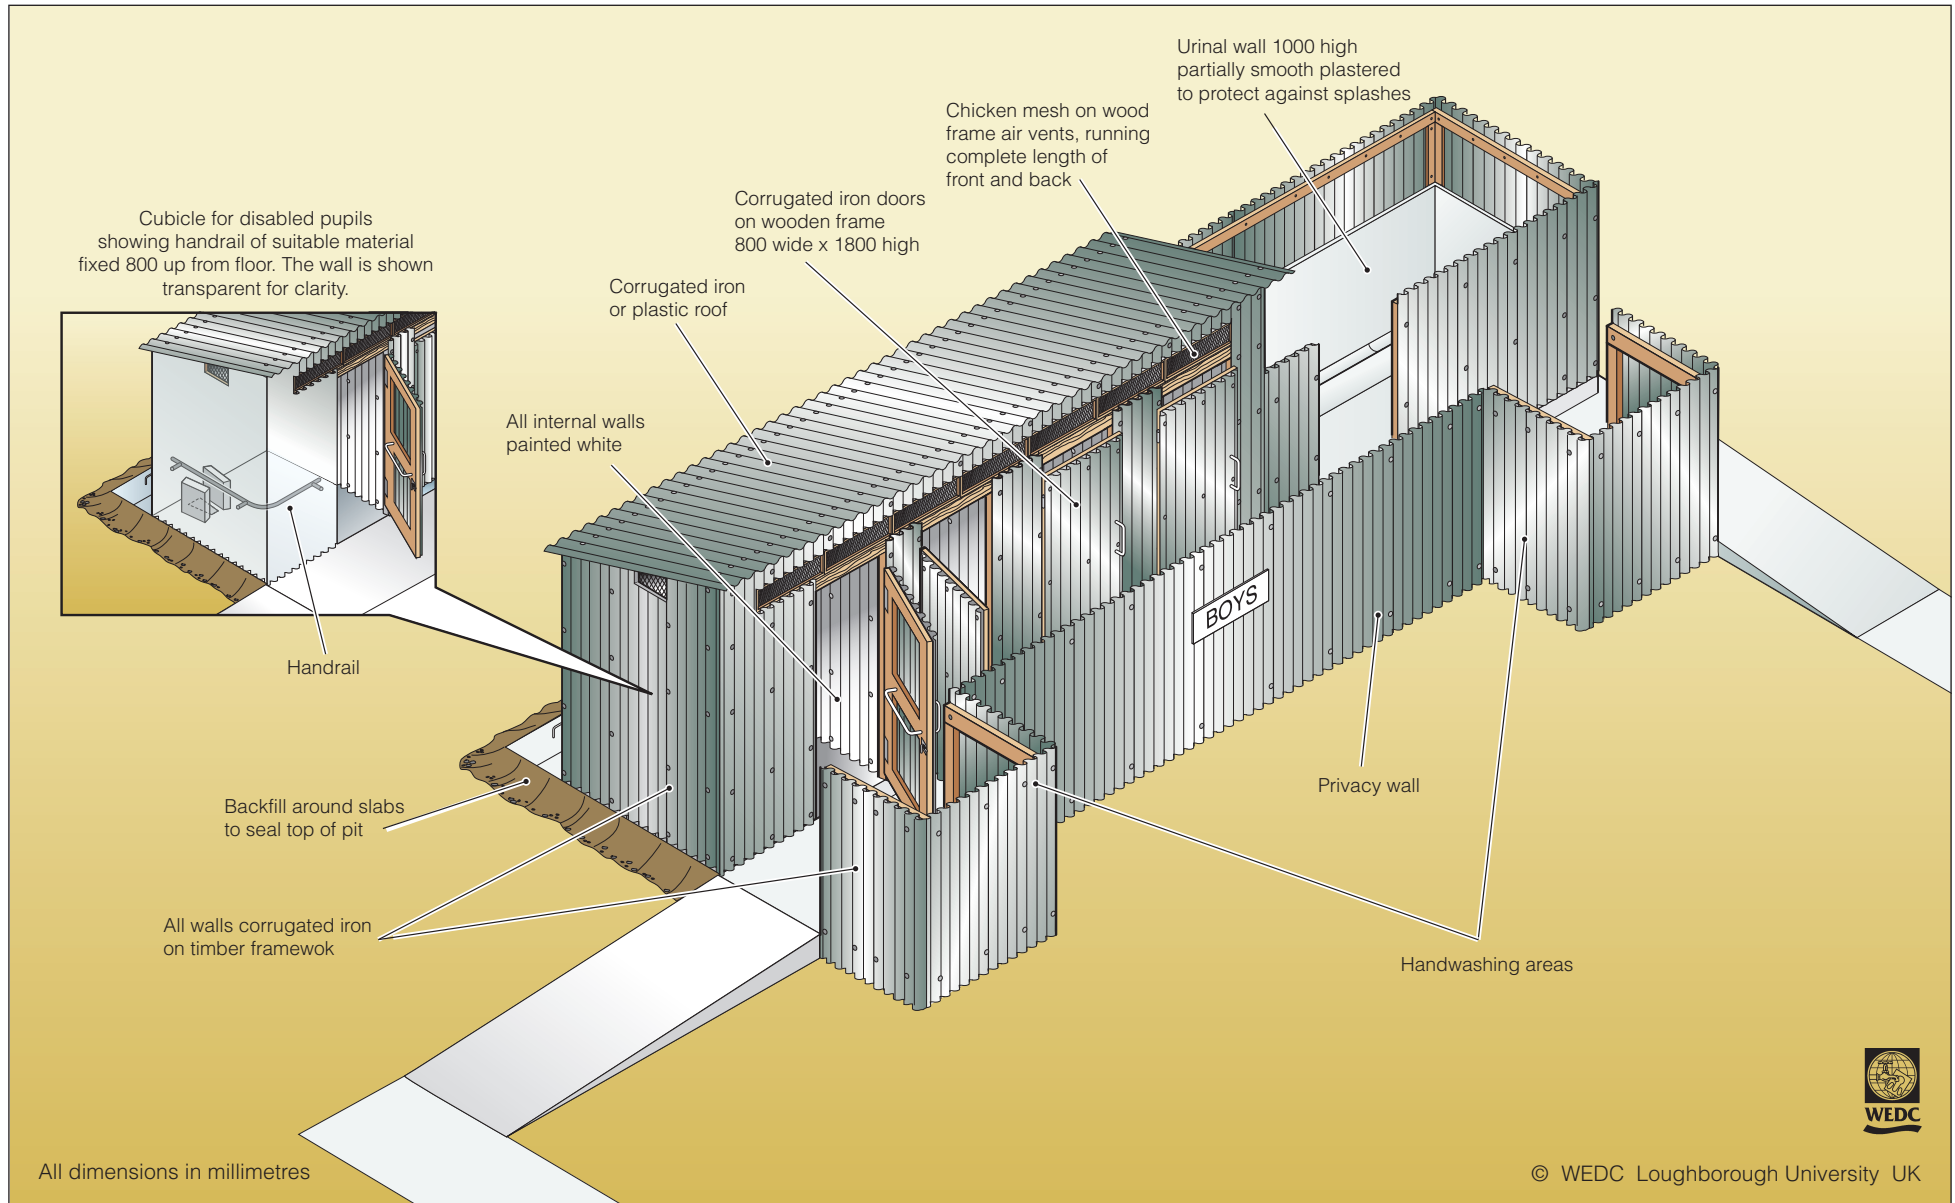 Urinal wall 1000 high
partially smooth plastered
to protect against splashes
Chicken mesh on wood
frame air vents, running
complete length of
front and back
Corrugated iron doors
on wooden frame
800 wide x 1800 high
Cubicle for disabled pupils
showing handrail of suitable material
fixed 800 up from floor. The wall is shown
transparent for clarity.
Corrugated iron
or plastic roof
All internal walls
painted white
Handrail
BOYS
Privacy wall
Backfill around slabs
to seal top of pit
All walls corrugated iron
on timber framewok
Handwashing areas
WEDC
All dimensions in millimetres
© WEDC Loughborough University UK